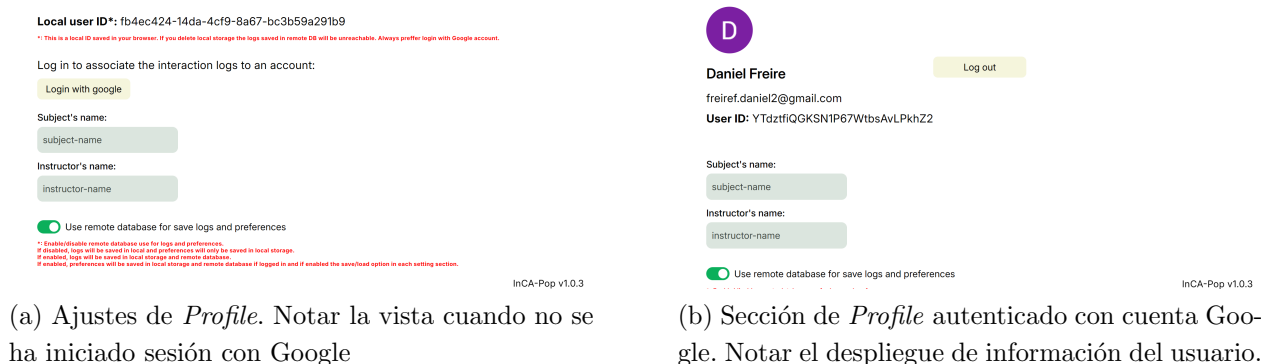 Local user ID*: fb4ec424-14da-4cf9-8a67-bc3b59a291b9
*: This is a local ID saved in your browser. If you delete local storage the logs saved in remote DB will be unreachable. Always preffer login with Google account.
Log in to associate the interaction logs to an account:
Login with google
Subject's name:
subject-name
Instructor's name:
instructor-name
Use remote database for save logs and preferences
*: Enable/disable remote database use for logs and preferences.
If disabled, logs will be saved in local and preferences will only be saved in local storage.
If enabled, logs will be saved in local storage and remote database.
If enabled, preferences will be saved in local storage and remote database if logged in and if enabled the save/load option in each setting section.
InCA-Pop v1.0.3
(a) Ajustes de Profile. Notar la vista cuando no se
ha iniciado sesión con Google
D
Daniel Freire
Log out
freiref.daniel2@gmail.com
User ID: YTdztfiQGKSN1P67WtbsAvLPkhZ2
Subject's name:
subject-name
Instructor's name:
instructor-name
Use remote database for save logs and preferences
InCA-Pop v1.0.3
(b) Sección de Profile autenticado con cuenta Goo-
gle. Notar el despliegue de información del usuario.